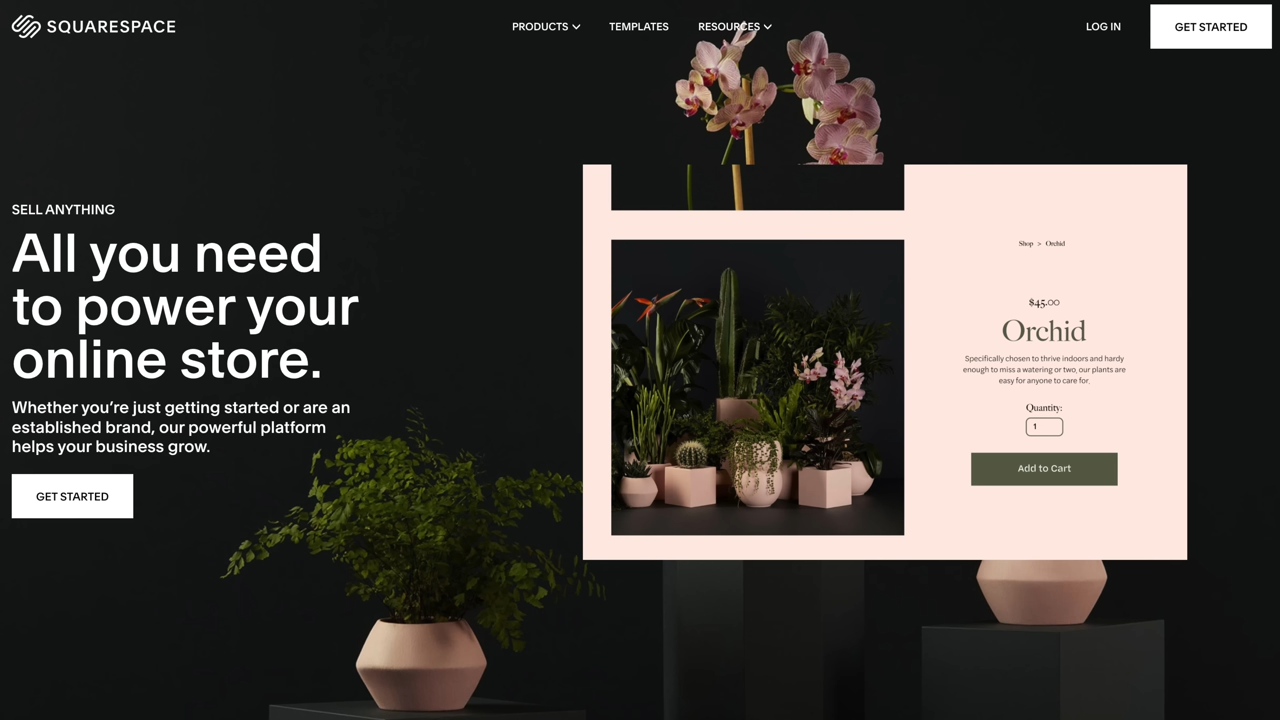 SQUARESPACE
PRODUCTS
TEMPLATES
RESOURCES
LOG IN
GET STARTED
SELL ANYTHING
All you need
to power your
online store.
Whether you’re just getting started or are an
established brand, our powerful platform
helps your business grow.
GET STARTED
Shop > Orchid
$45.00
Orchid
Specifically chosen to thrive indoors and hardy
enough to miss a watering or two, our plants are
easy for anyone to care for.
Quantity:
1
Add to Cart